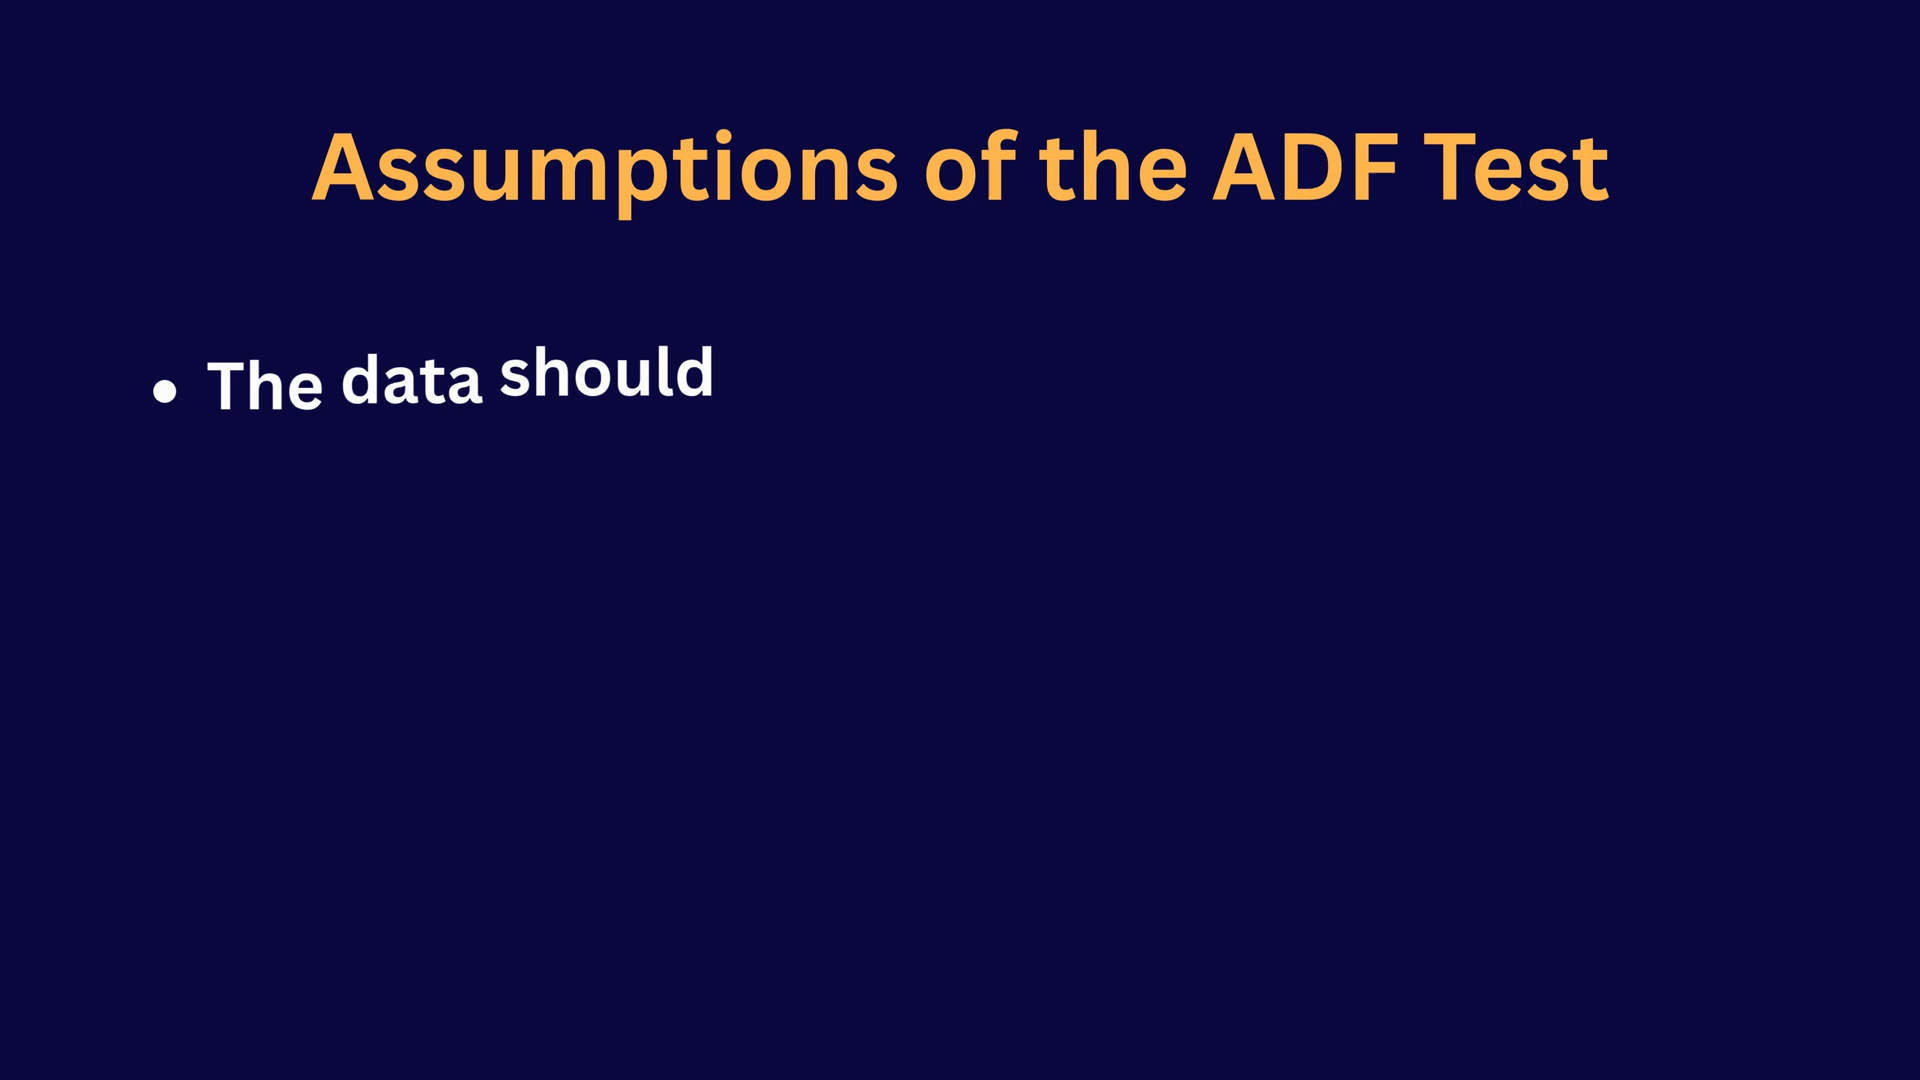 Assumptions of the ADF Test
• The data should